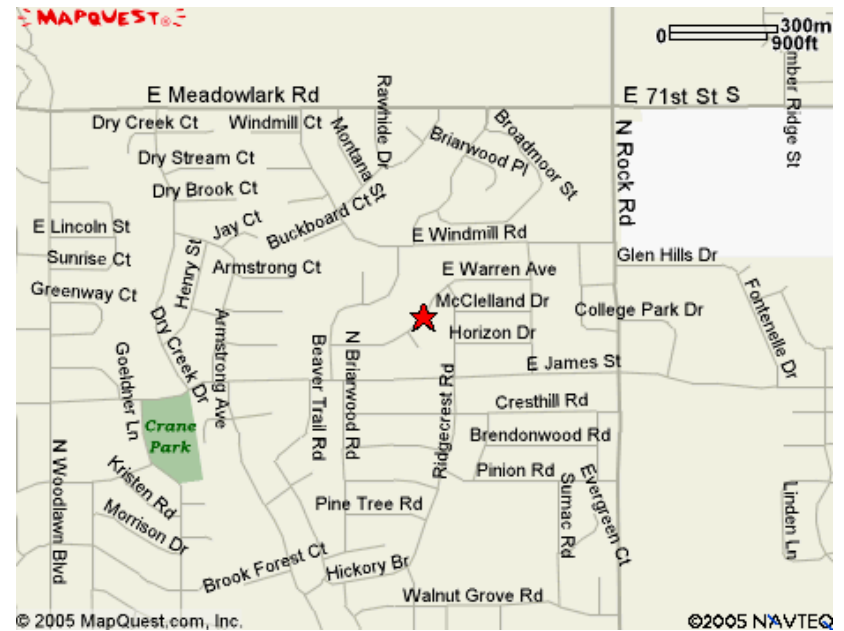 MAPQUEST®
0 300m
900ft
E Meadowlark Rd
E 71st St S
mber Ridge St
Rawhide Dr
Dry Creek Ct
Windmill Ct
Montana St
Briarwood Pl
Broadmoor St
N Rock Rd
Dry Stream Ct
Dry Brook Ct
E Lincoln St
Jay Ct
Buckboard Ct
E Windmill Rd
Sunrise Ct
Henry St
Armstrong Ct
E Warren Ave
Glen Hills Dr
Greenway Ct
McClelland Dr
College Park Dr
Fontenelle Dr
Dry Creek Dr
Armstrong Ave
Horizon Dr
Goeldner Ln
Beaver Trail Rd
N Briarwood Rd
E James St
Ridgecrest Rd
Cresthill Rd
Crane
Park
Brendonwood Rd
N Woodlawn Blvd
Kristen Rd
Pinion Rd
Sumac Rd
Evergreen Ct
Linden Ln
Morrison Dr
Pine Tree Rd
Brook Forest Ct
Hickory Br
Walnut Grove Rd
© 2005 MapQuest.com, Inc.
©2005 NAVTEQ